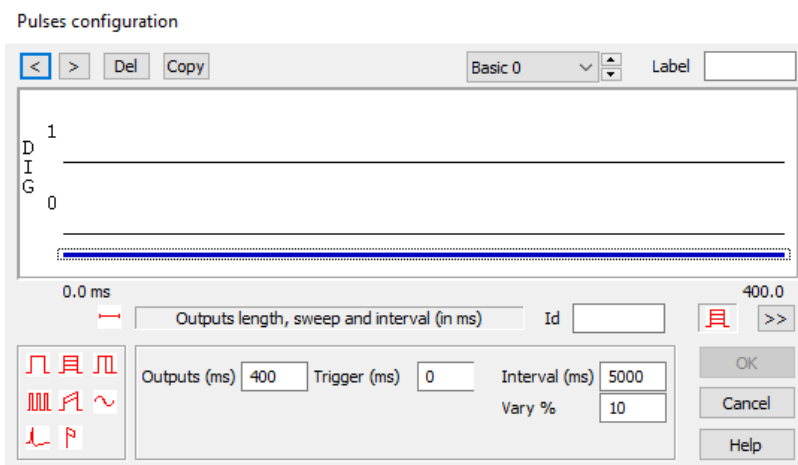 Pulses configuration
< > Del Copy Basic 0 Label
1
DIG
0
0.0 ms 400.0
Outputs length, sweep and interval (in ms) Id >>
Outputs (ms) 400 Trigger (ms) 0 Interval (ms) 5000 OK
Vary % 10 Cancel
Help